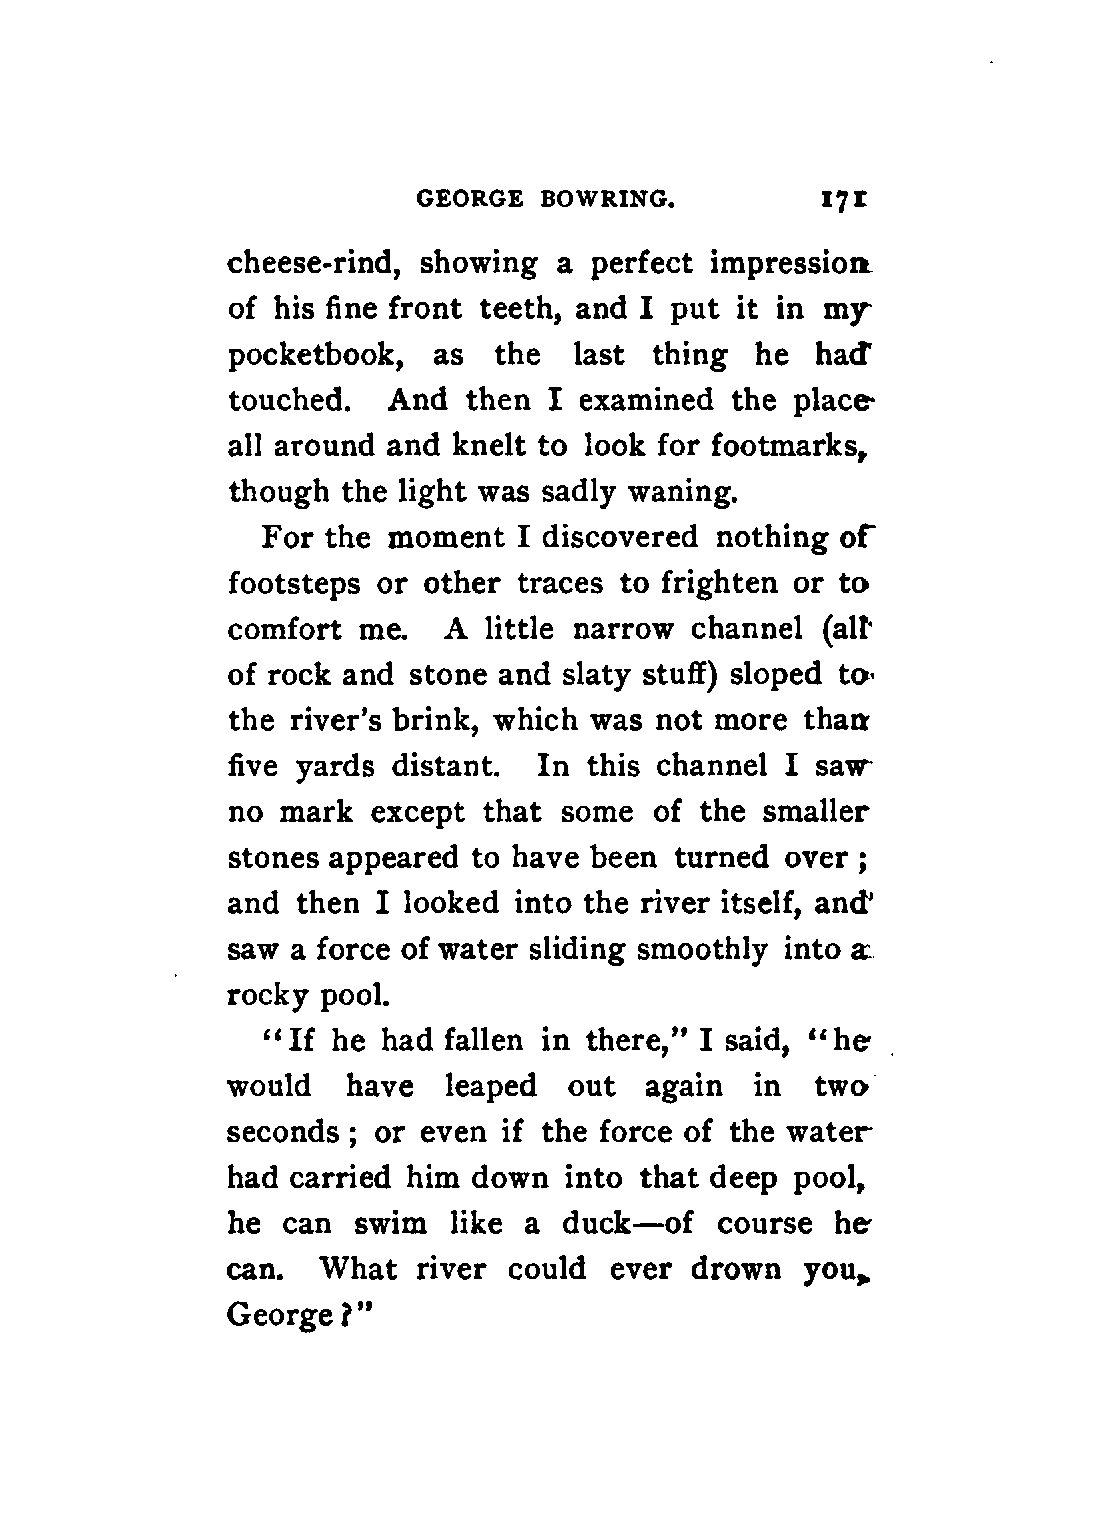 GEORGE BOWRING. 171
cheese-rind, showing a perfect impression
of his fine front teeth, and I put it in my
pocketbook, as the last thing he had
touched. And then I examined the place
all around and knelt to look for footmarks,
though the light was sadly waning.
For the moment I discovered nothing of
footsteps or other traces to frighten or to
comfort me. A little narrow channel (all
of rock and stone and slaty stuff) sloped to
the river's brink, which was not more than
five yards distant. In this channel I saw
no mark except that some of the smaller
stones appeared to have been turned over ;
and then I looked into the river itself, and
saw a force of water sliding smoothly into a
rocky pool.
"If he had fallen in there," I said, "he
would have leaped out again in two
seconds ; or even if the force of the water
had carried him down into that deep pool,
he can swim like a duck—of course he
can. What river could ever drown you,
George ?"